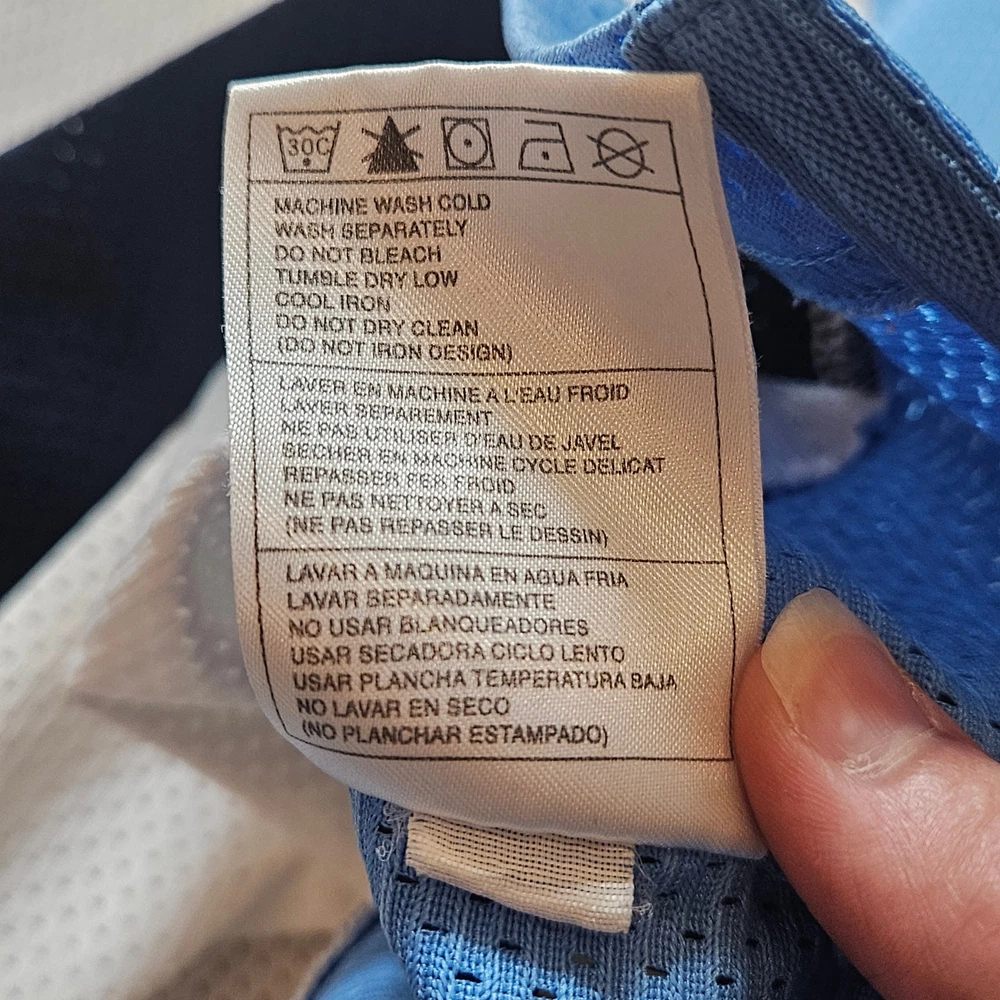 30C
MACHINE WASH COLD
WASH SEPARATELY
DO NOT BLEACH
TUMBLE DRY LOW
COOL IRON
DO NOT DRY CLEAN
(DO NOT IRON DESIGN)
LAVER EN MACHINE A L'EAU FROID
LAVER SEPAREMENT
NE PAS UTILISER D'EAU DE JAVEL
SECHER EN MACHINE CYCLE DELICAT
REPASSER FER FROID
NE PAS NETTOYER A SEC
(NE PAS REPASSER LE DESSIN)
LAVAR A MAQUINA EN AGUA FRIA
LAVAR SEPARADAMENTE
NO USAR BLANQUEADORES
USAR SECADORA CICLO LENTO
USAR PLANCHA TEMPERATURA BAJA
NO LAVAR EN SECO
(NO PLANCHAR ESTAMPADO)